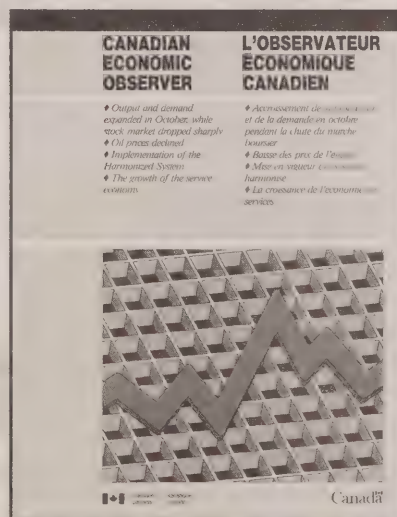 CANADIAN
ECONOMIC
OBSERVER
♦ Output and demand
expanded in October, while
stock market dropped sharply
♦ Oil prices declined
♦ Implementation of the
Harmonized System
♦ The growth of the service
economy
L'OBSERVATEUR
ÉCONOMIQUE
CANADIEN
♦ Accroissement de
et de la demande en octobre
pendant la chute du marché
boursier
♦ Baisse des prix de
♦ Mise en vigueur
harmonisé
♦ La croissance de l'économie
services
Canada